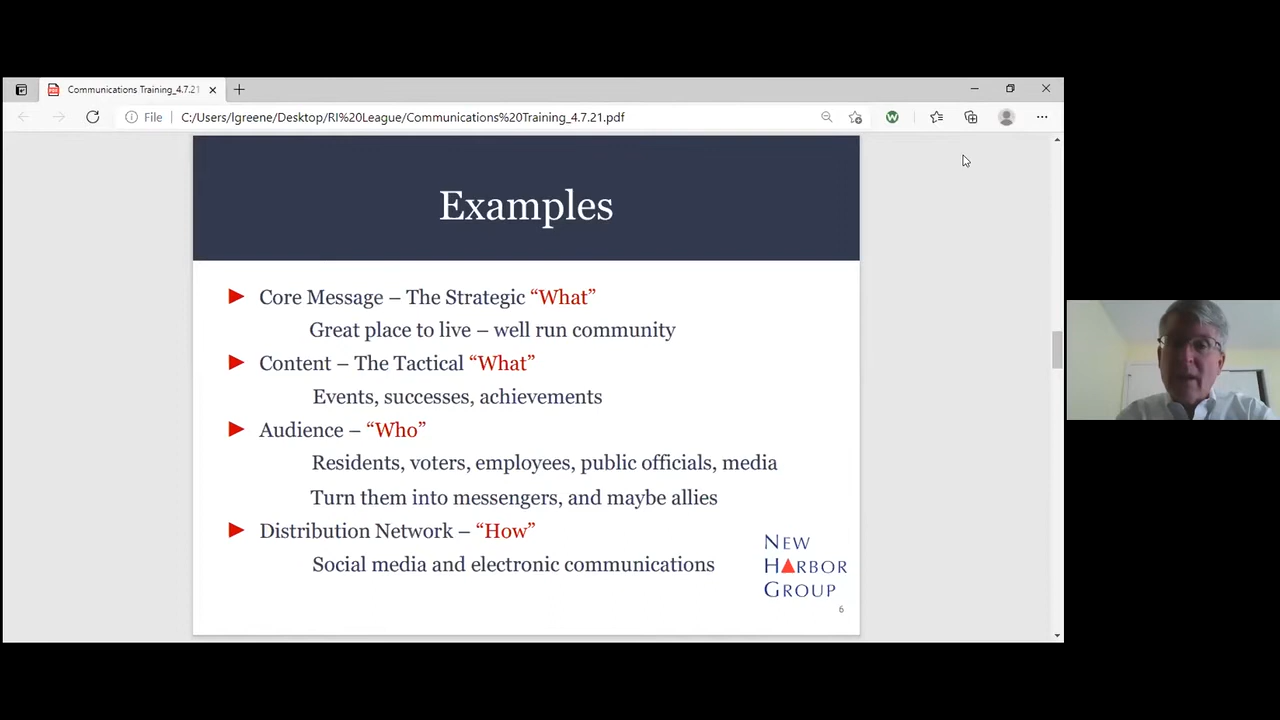 Communications Training_4.7.21
File
C:/Users/lgreene/Desktop/RI%20League/Communications%20Training_4.7.21.pdf
W
Examples
Core Message – The Strategic “What”
Great place to live – well run community
Content – The Tactical “What”
Events, successes, achievements
Audience – “Who”
Residents, voters, employees, public officials, media
Turn them into messengers, and maybe allies
Distribution Network – “How”
Social media and electronic communications
NEW
HARBOR
GROUP
6